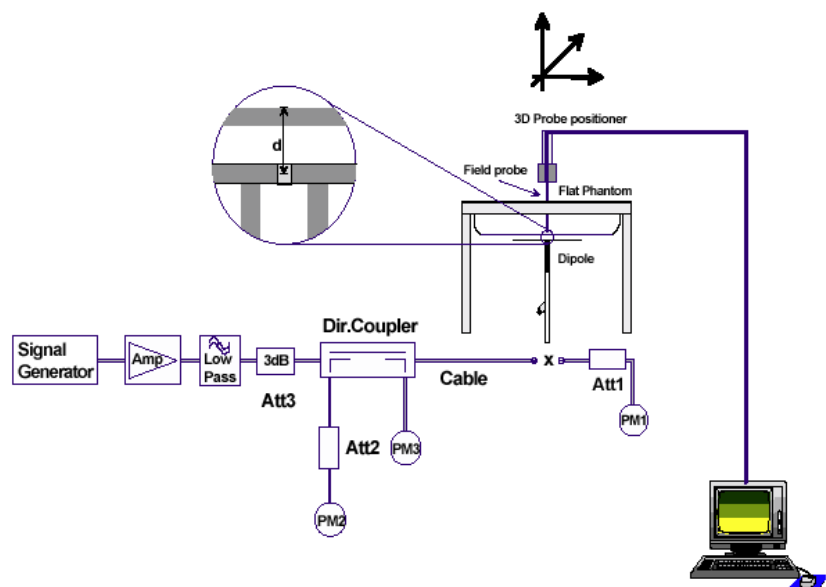 3D Probe positioner
d
Field probe
Flat Phantom
Dipole
Dir.Coupler
Signal
Generator
Amp
Low
Pass
3dB
Cable
x
Att1
Att3
PM1
Att2
PM3
PM2